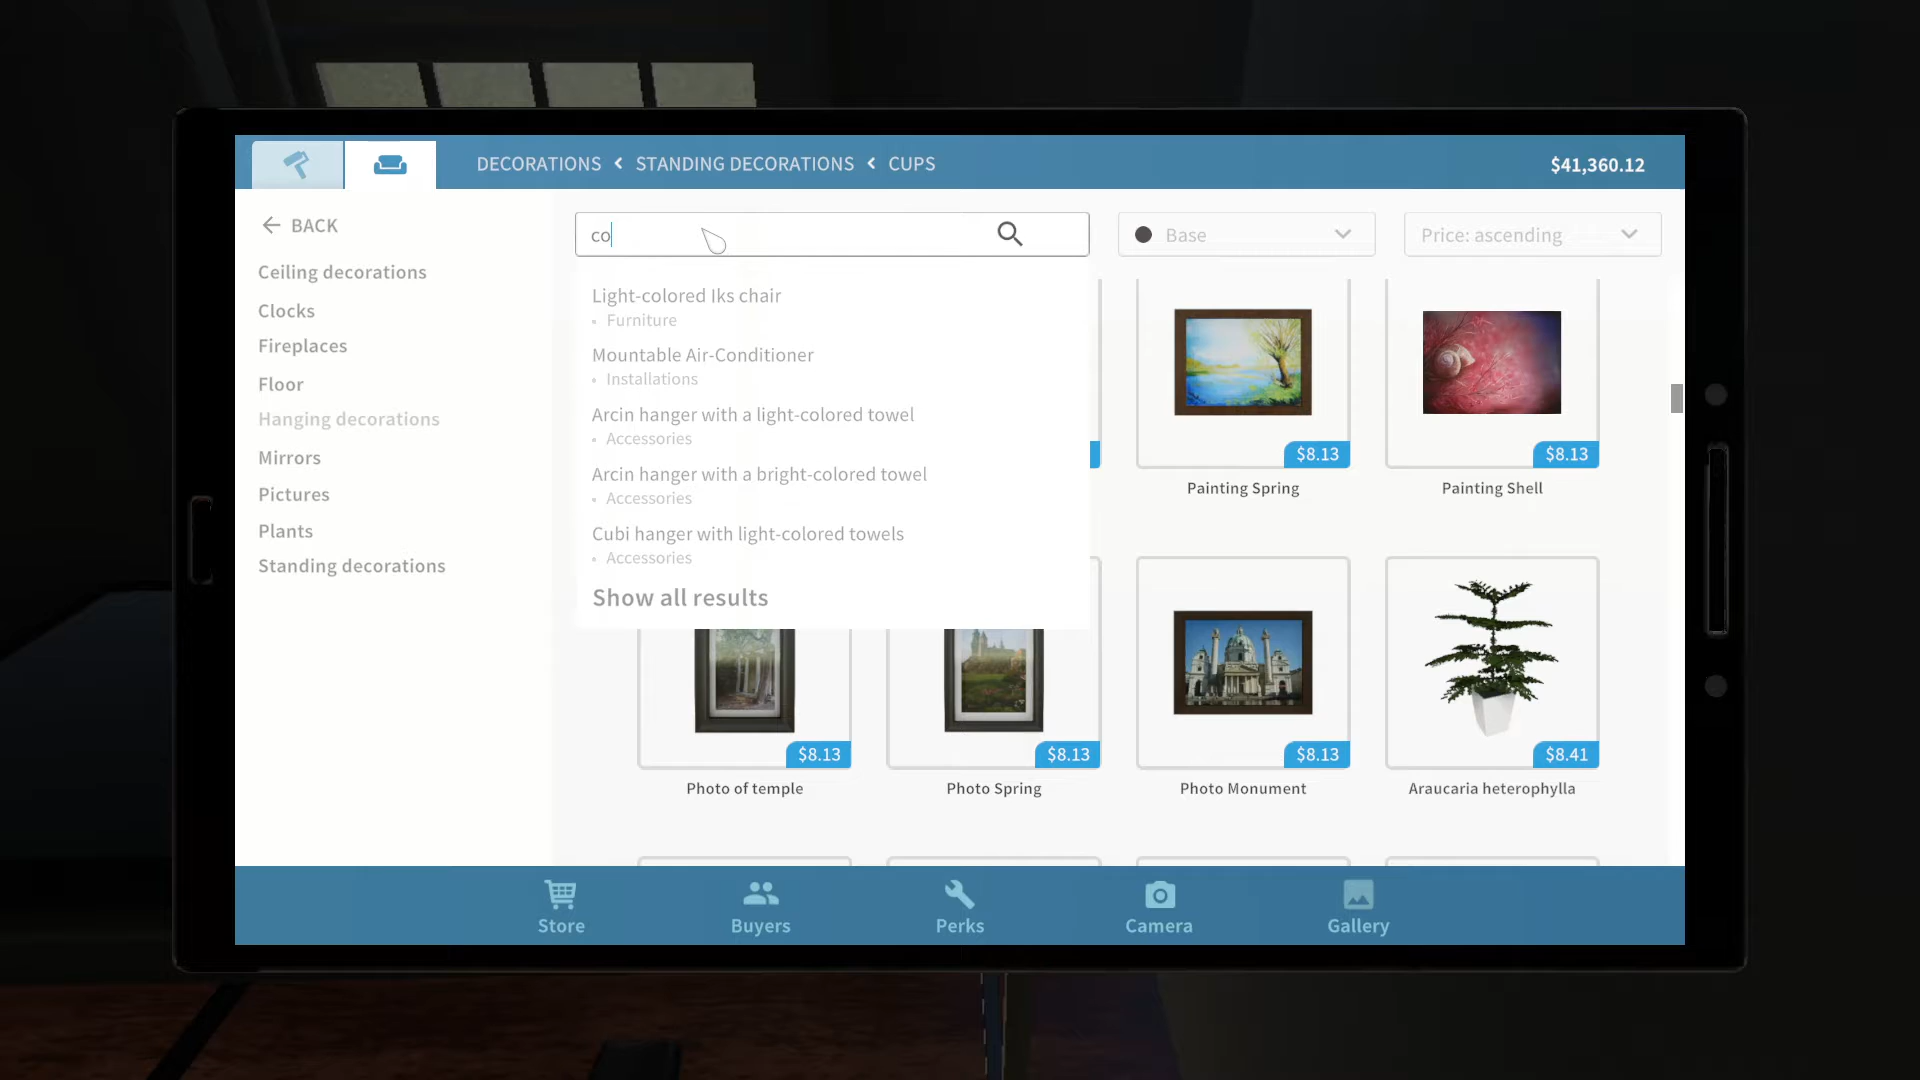 DECORATIONS < STANDING DECORATIONS < CUPS
$41,360.12
BACK
Ceiling decorations
Clocks
Fireplaces
Floor
Hanging decorations
Mirrors
Pictures
Plants
Standing decorations
co
Base
Price: ascending
Light-colored Iks chair
• Furniture
Mountable Air-Conditioner
• Installations
Arcin hanger with a light-colored towel
• Accessories
Arcin hanger with a bright-colored towel
• Accessories
Cubi hanger with light-colored towels
• Accessories
Show all results
$8.13
$8.13
Painting Spring
Painting Shell
$8.13
$8.13
$8.13
$8.41
Photo of temple
Photo Spring
Photo Monument
Araucaria heterophylla
Store
Buyers
Perks
Camera
Gallery